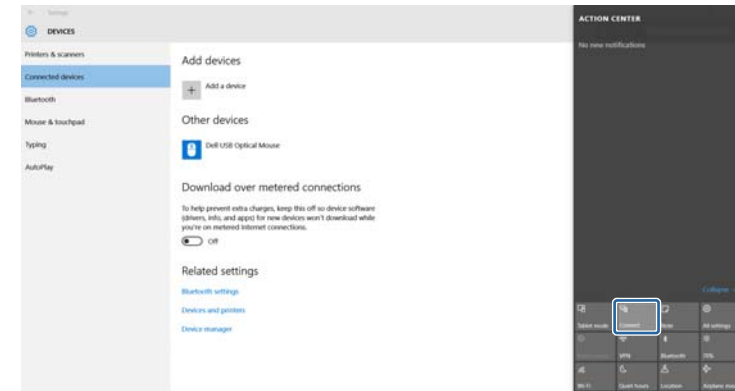 Settings
DEVICES
Printers & scanners
Connected devices
Bluetooth
Mouse & touchpad
Typing
AutoPlay
Add devices
Add a device
Other devices
Dell USB Optical Mouse
Download over metered connections
To help prevent extra charges, keep this off so device software
(drivers, info, and apps) for new devices won't download while
you're on metered Internet connections.
Off
Related settings
Bluetooth settings
Devices and printers
Device manager
ACTION CENTER
No new notifications
Collapse
Tablet mode
Connect
Note
All settings
VPN
Bluetooth
Wi-Fi
Quiet hours
Location
Airplane mo